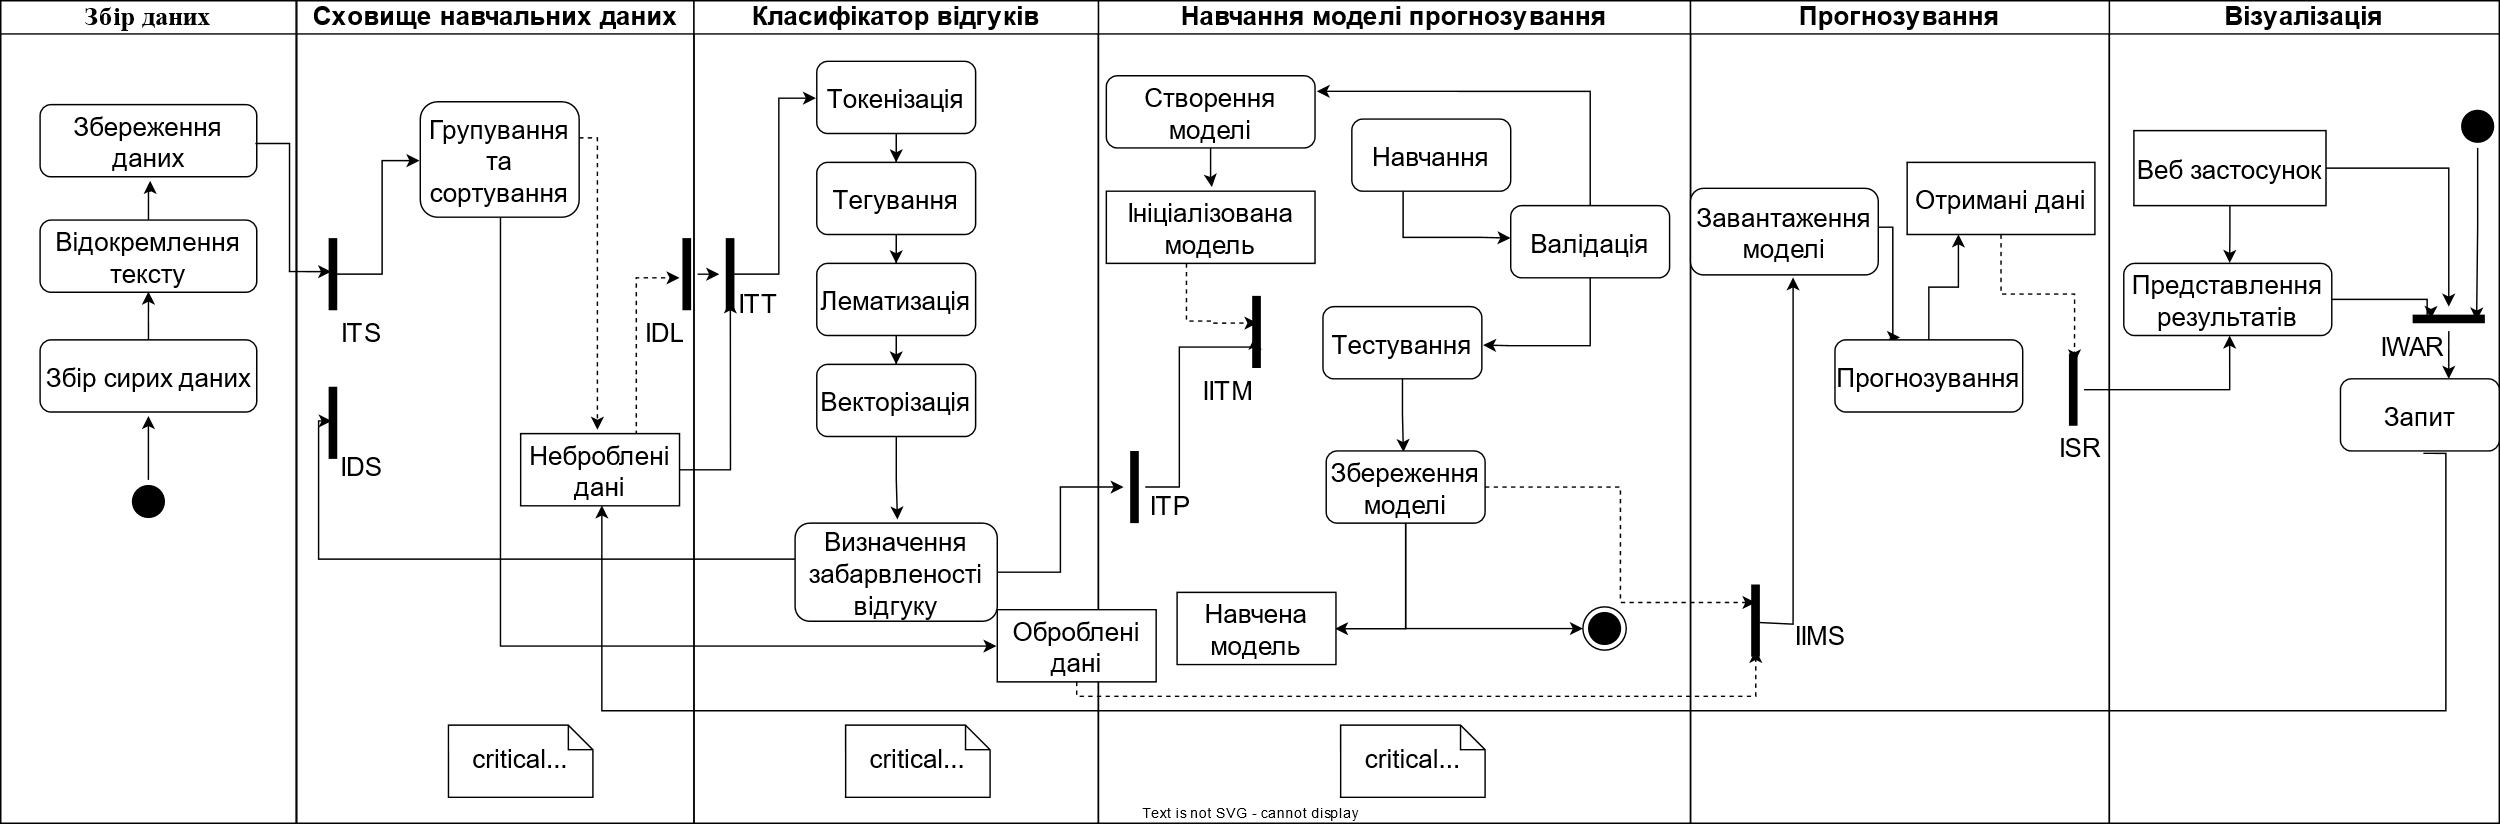 Збір даних
Сховище навчальних даних
Класифікатор відгуків
Навчання моделі прогнозування
Прогнозування
Візуалізація
Збереження
даних
Відокремлення
тексту
Збір сирих даних
Групування
та
сортування
ITS
IDS
IDL
Неброблені
дані
ITT
Токенізація
Тегування
Лематизація
Векторізація
Визначення
забарвленості
відгуку
Оброблені
дані
Створення
моделі
Ініціалізована
модель
IITM
ITP
Навчання
Валідація
Тестування
Збереження
моделі
Навчена
модель
Завантаження
моделі
Отримані дані
Прогнозування
IIMS
ISR
Веб застосунок
Представлення
результатів
IWAR
Запит
critical...
critical...
critical...
Text is not SVG - cannot display